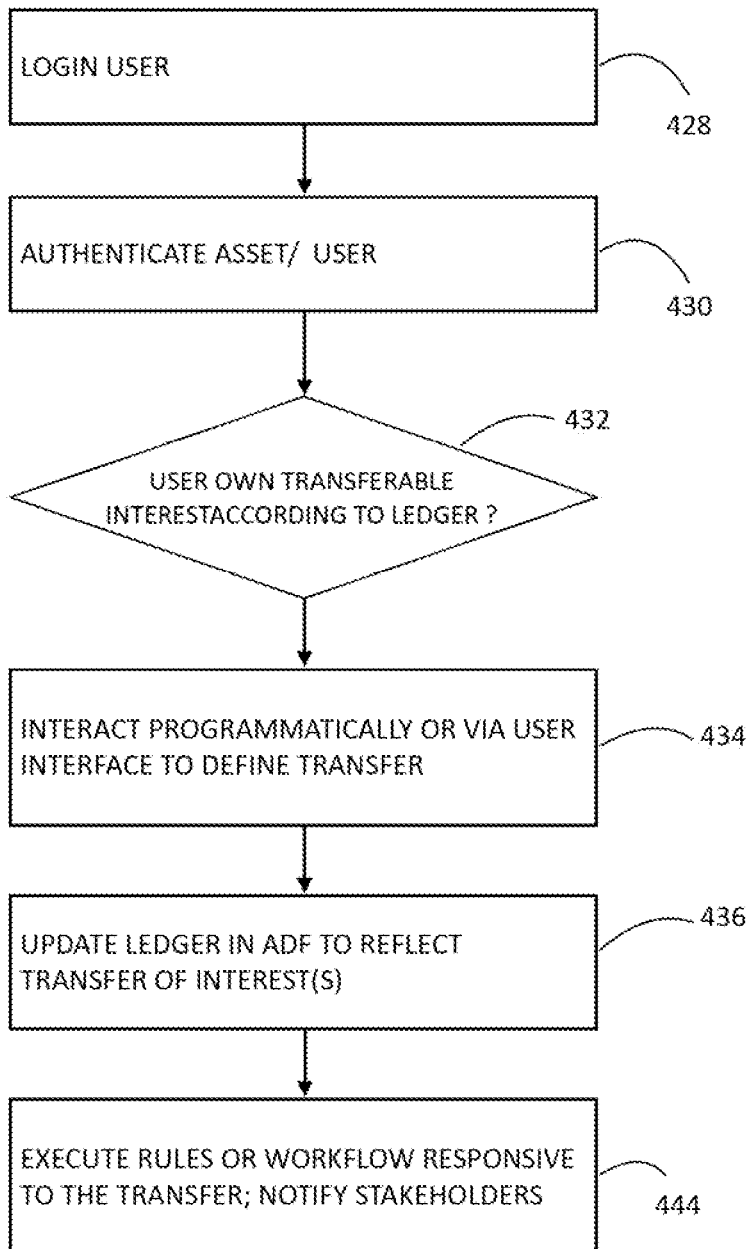 LOGIN USER
428
AUTHENTICATE ASSET/ USER
430
432
USER OWN TRANSFERABLE
INTERESTACCORDING TO LEDGER ?
INTERACT PROGRAMMATICALLY OR VIA USER
INTERFACE TO DEFINE TRANSFER
434
UPDATE LEDGER IN ADF TO REFLECT
TRANSFER OF INTEREST(S)
436
EXECUTE RULES OR WORKFLOW RESPONSIVE
TO THE TRANSFER; NOTIFY STAKEHOLDERS
444